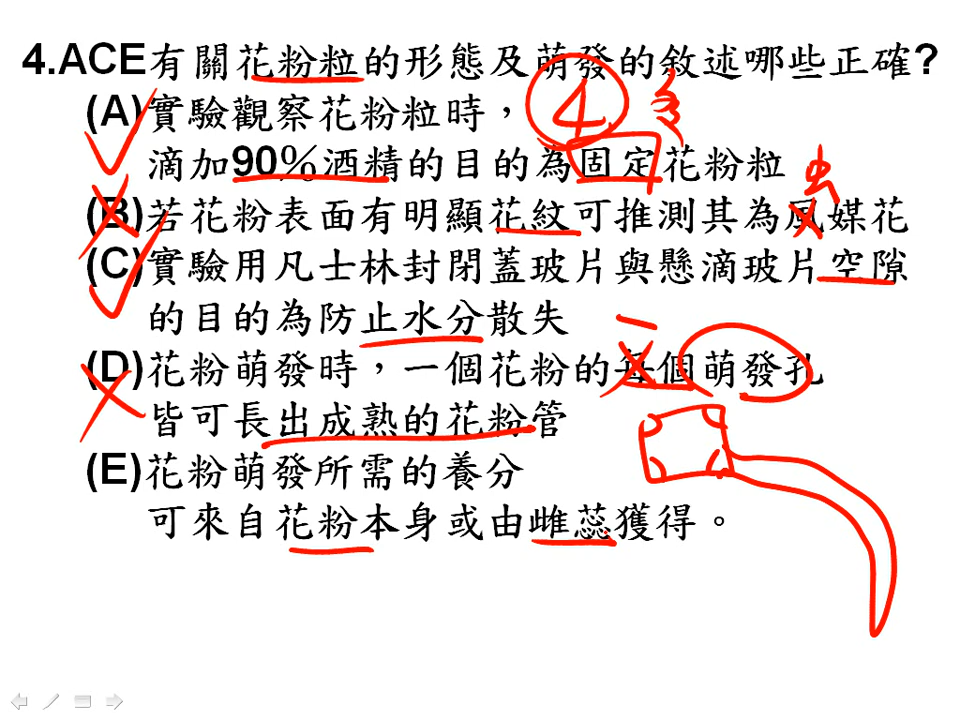 4.ACE有關花粉粒的形態及萌發的敘述哪些正確?
(A)實驗觀察花粉粒時，
④
滴加90%酒精的目的為固定花粉粒
虫
(B)若花粉表面有明顯花紋可推測其為風媒花
(C)實驗用凡士林封閉蓋玻片與懸滴玻片空隙
的目的為防止水分散失
一
(D)花粉萌發時，一個花粉的每個萌發孔
皆可長出成熟的花粉管
(E)花粉萌發所需的養分
可來自花粉本身或由雌蕊獲得。